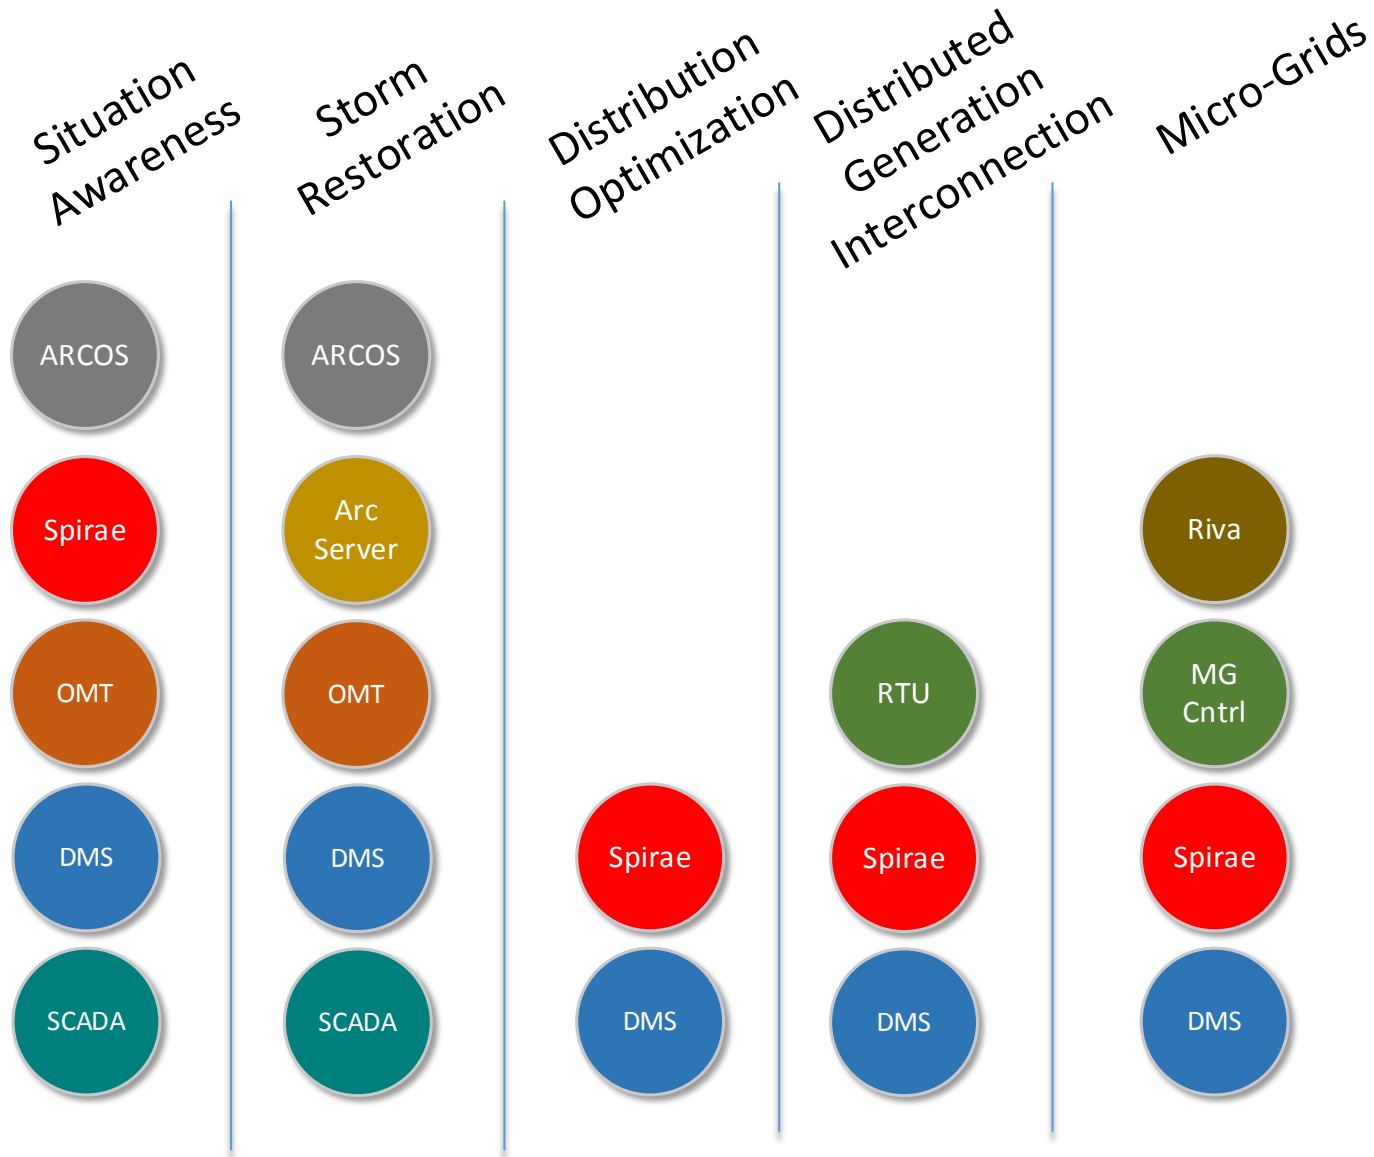 Situation
Awareness
Storm
Restoration
Distribution
Optimization
Distributed
Generation
Interconnection
Micro-Grids
ARCOS
ARCOS
Spirae
Arc
Server
Riva
OMT
OMT
RTU
MG
Cntrl
DMS
DMS
Spirae
Spirae
Spirae
SCADA
SCADA
DMS
DMS
DMS